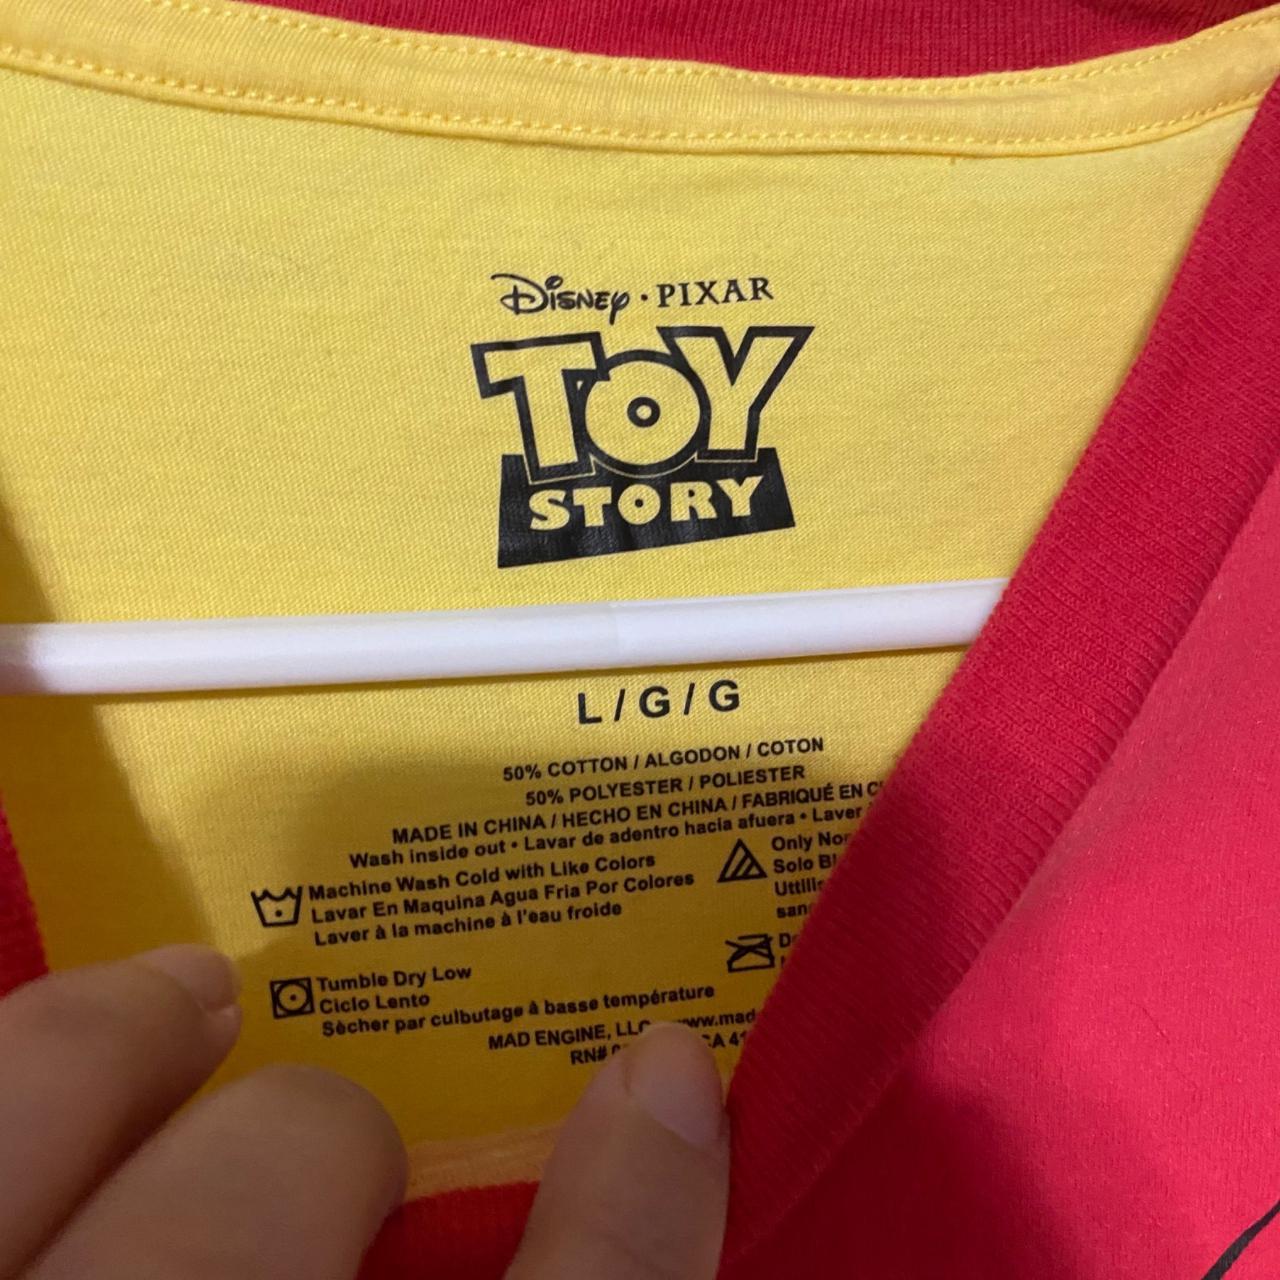 Disney · PIXAR
TOY
STORY
L / G / G
50% COTTON / ALGODON / COTON
50% POLYESTER / POLIESTER
MADE IN CHINA / HECHO EN CHINA / FABRIQUÉ EN
Wash inside out • Lavar de adentro hacia afuera • Laver
Machine Wash Cold with Like Colors
Lavar En Maquina Agua Fria Por Colores
Laver à la machine à l'eau froide
Only
Solo
Tumble Dry Low
Ciclo Lento
Sècher par culbutage à basse température
MAD ENGINE, LLC
RN#